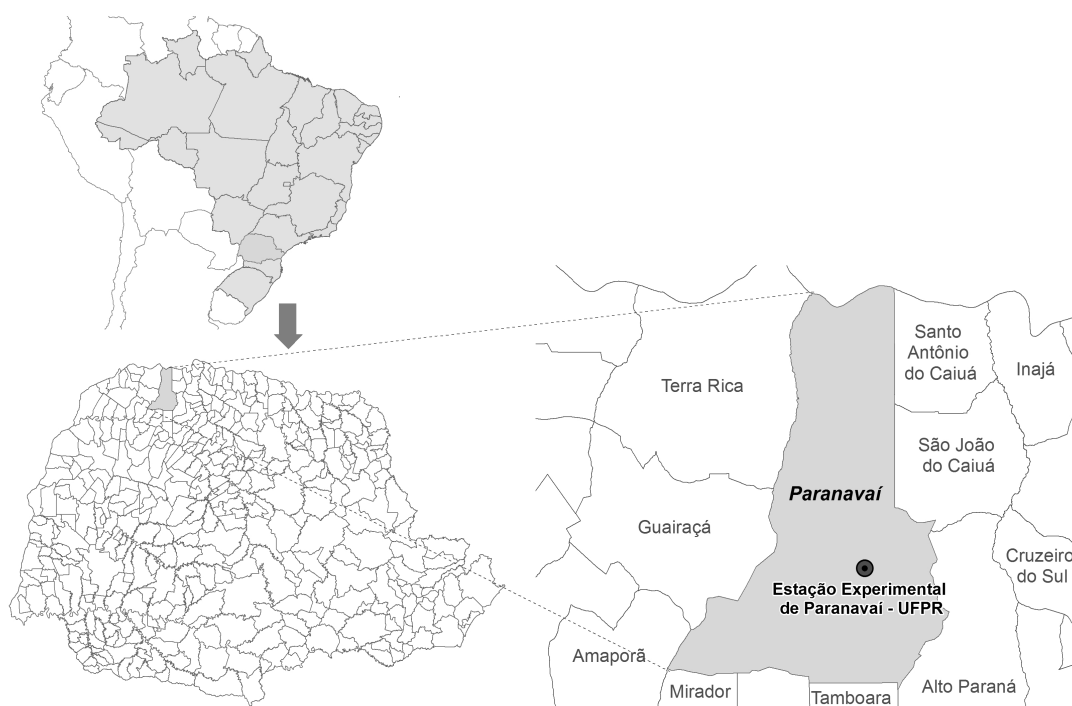 Santo
Antônio
do Caiuá
Inajá
Terra Rica
São João
do Caiuá
Paranavaí
Guairaçá
Cruzeiro
do Sul
Estação Experimental
de Paranavaí - UFPR
Amaporã
Mirador
Tamboara
Alto Paraná